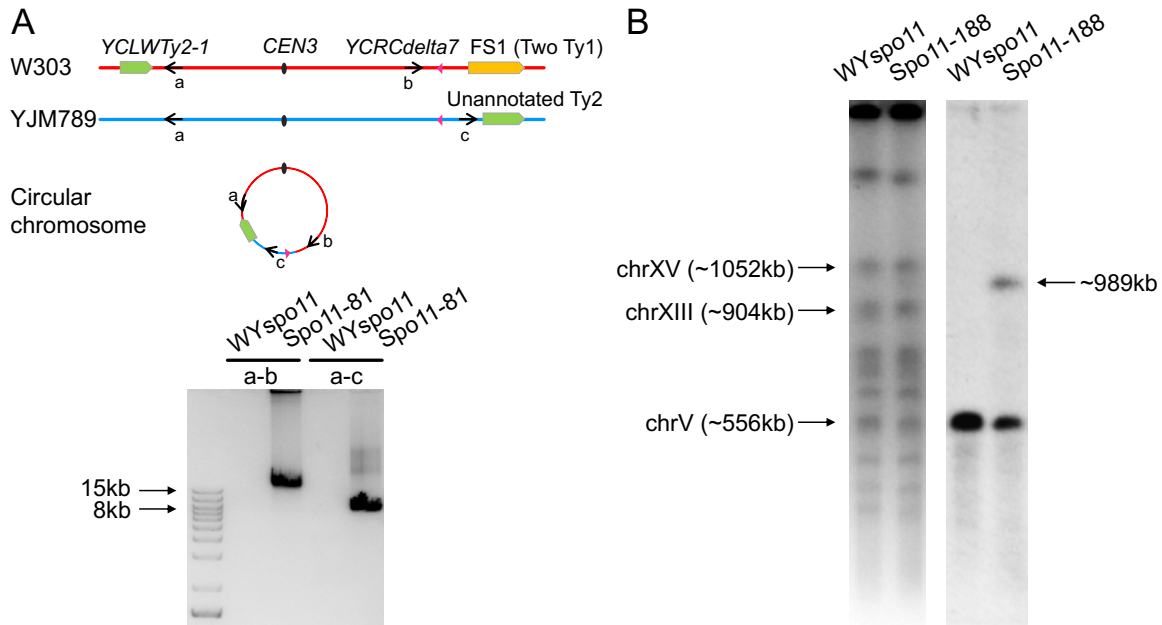 A
YCLWTy2-1 CEN3 YCRCdelta7 FS1 (Two Ty1)
W303
a b
Unannotated Ty2
YJM789
a c
Circular
chromosome
a
b
c
WYspo11 Spo11-81 WYspo11 Spo11-81
a-b a-c
15kb
8kb
B
WYspo11 Spo11-188 WYspo11 Spo11-188
chrXV (~1052kb)
~989kb
chrXIII (~904kb)
chrV (~556kb)